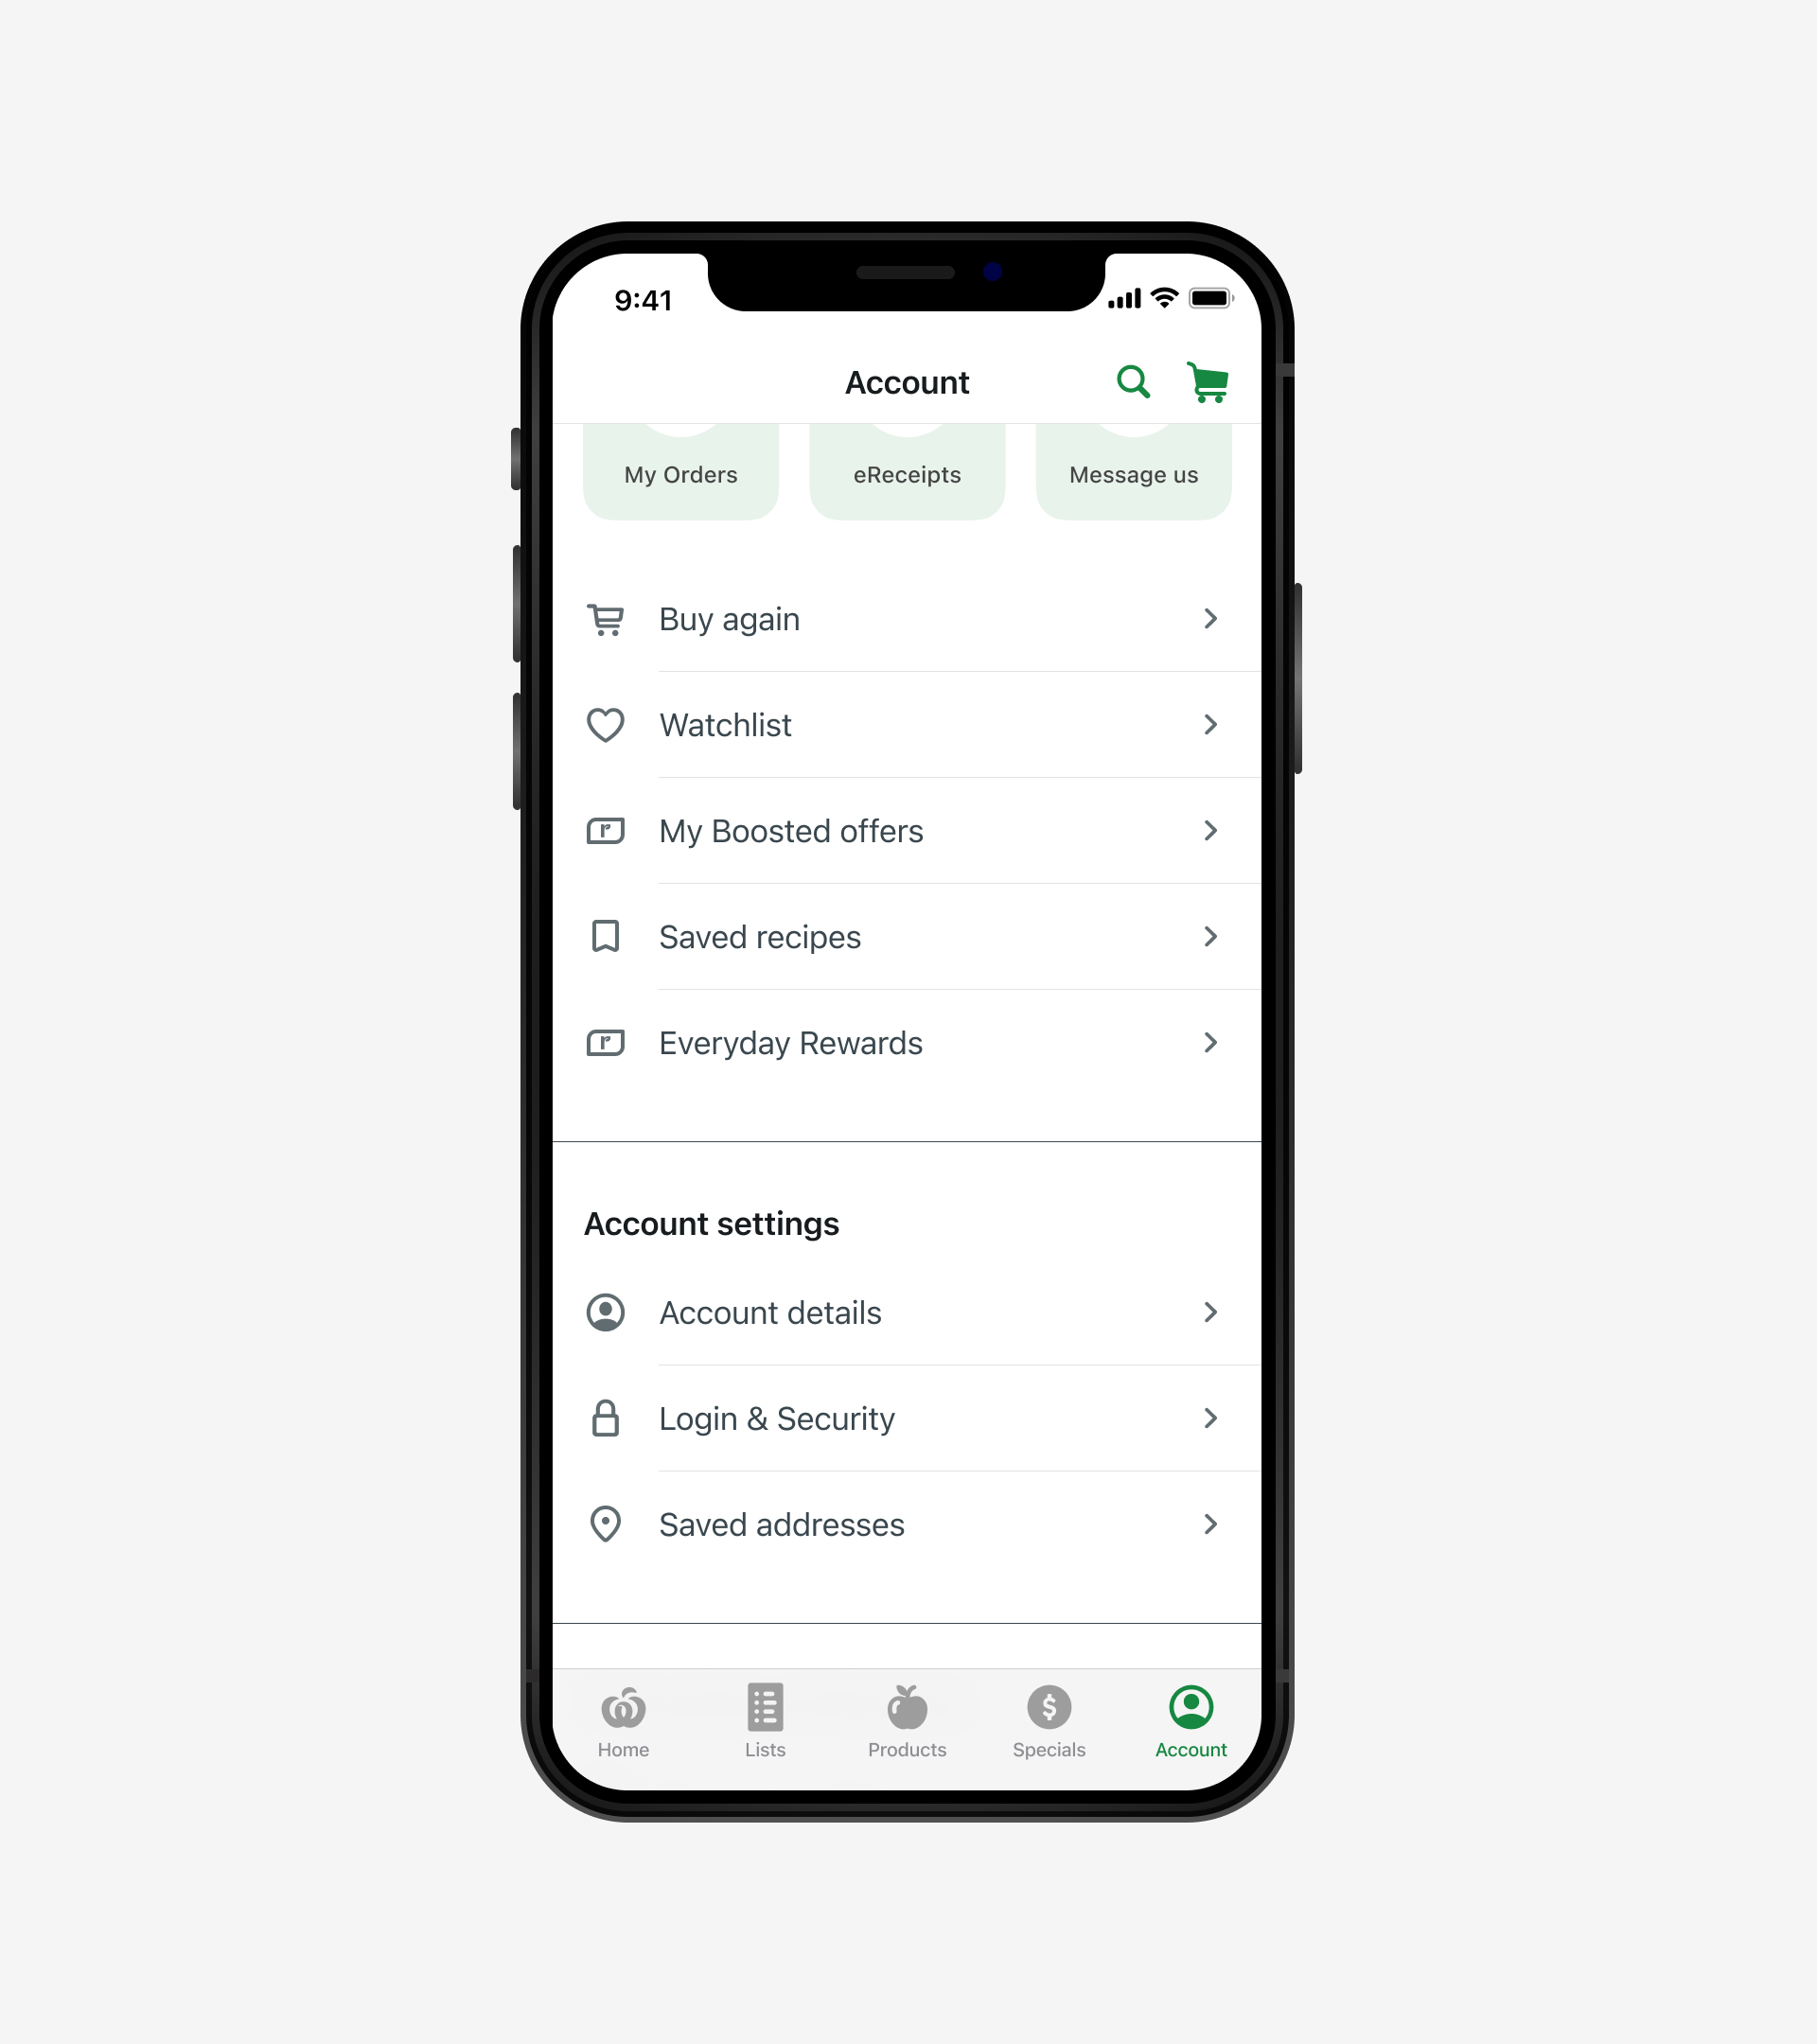 9:41
Account
My Orders
eReceipts
Message us
Buy again
Watchlist
My Boosted offers
Saved recipes
Everyday Rewards
Account settings
Account details
Login & Security
Saved addresses
Home
Lists
Products
Specials
Account